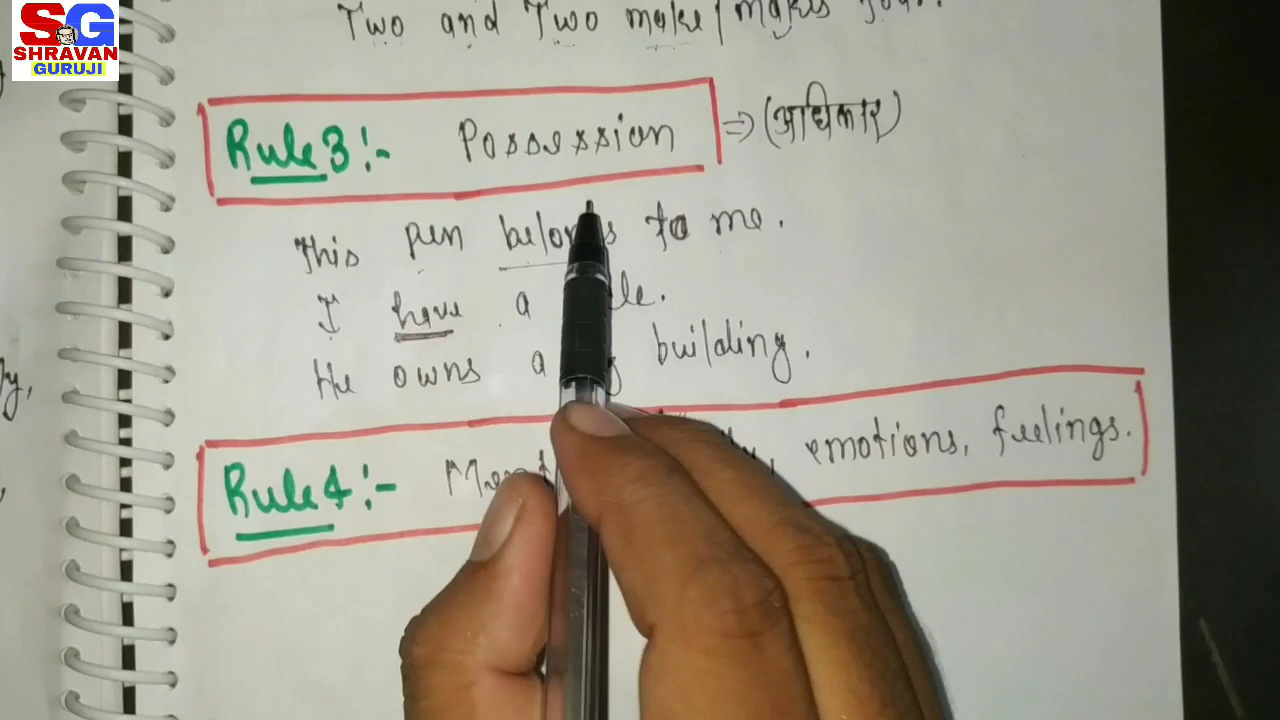 SG
SHRAVAN
GURUJI
Two and Two make/makes four.
Rule 3:- Possession => (अधिकार)
This pen belongs to me.
I have a
He owns a building.
Rule 4:- emotions, feelings.